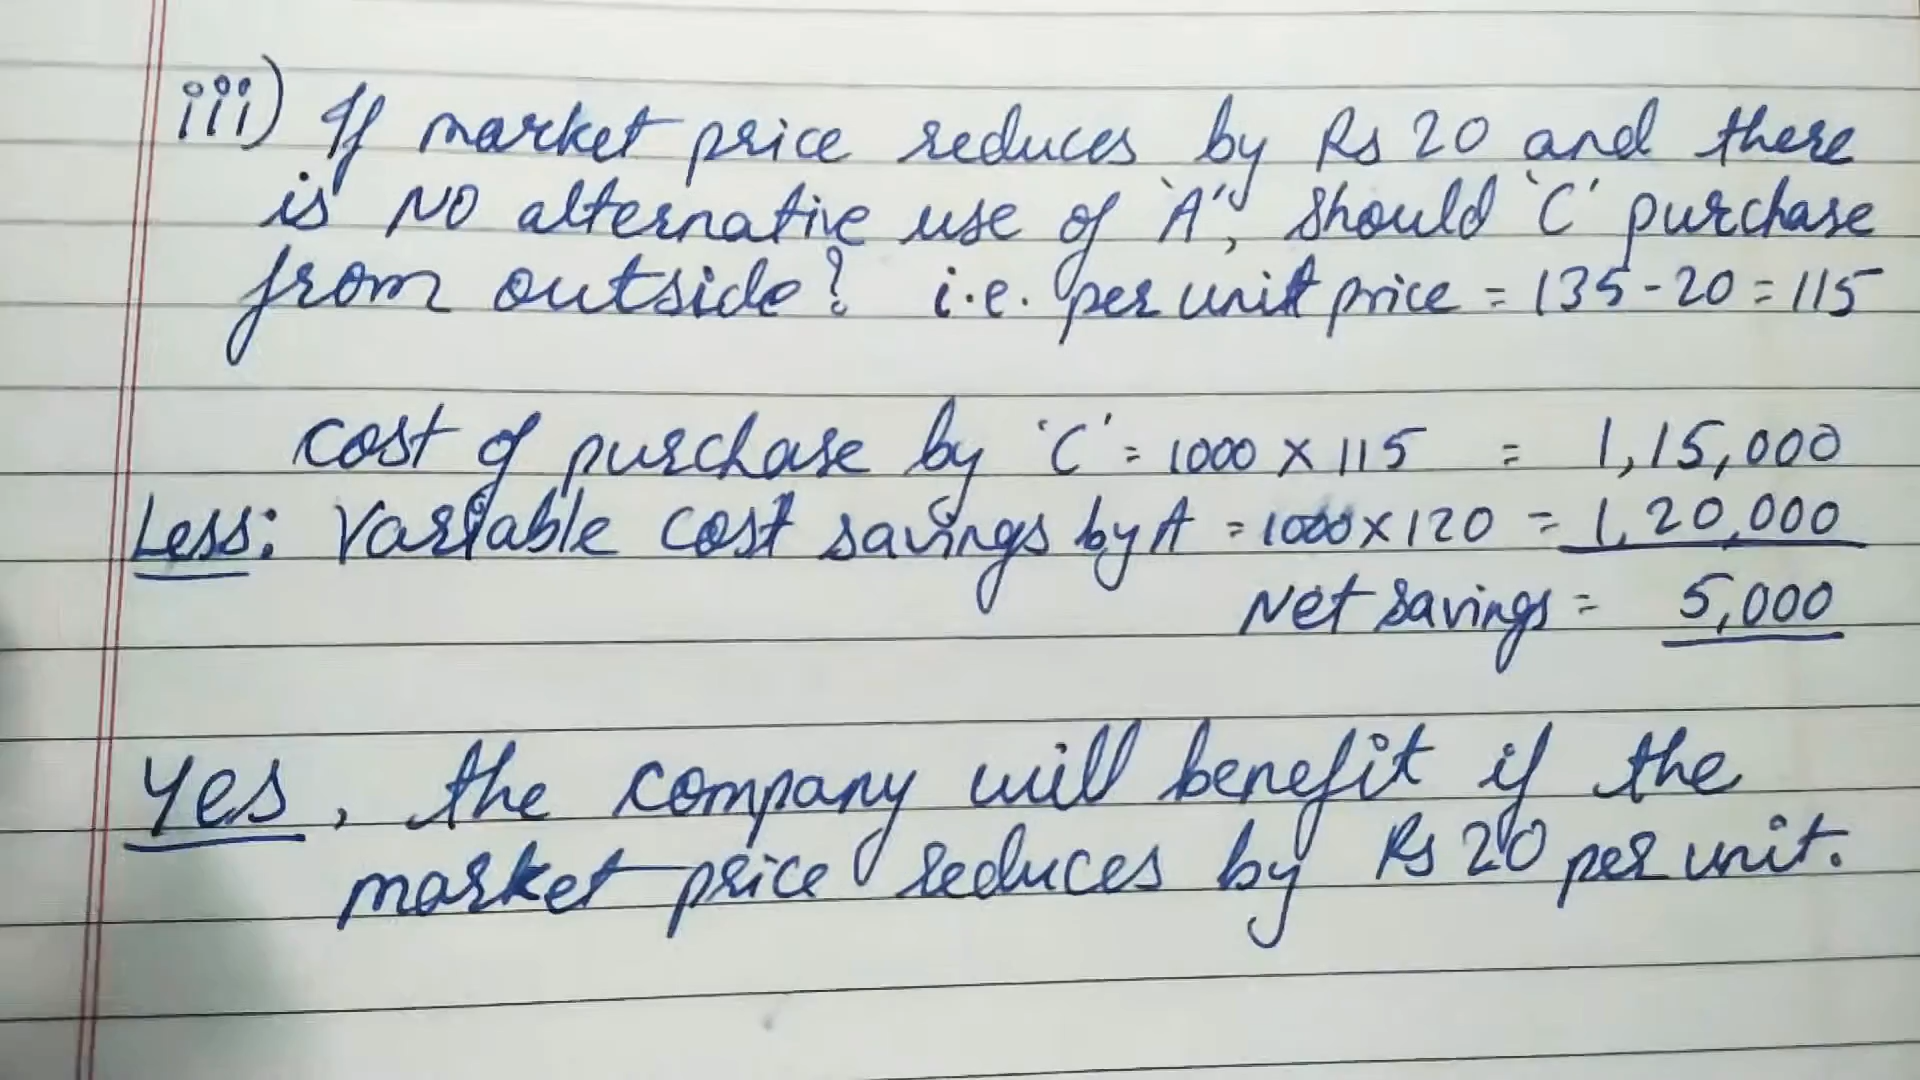 iii) If market price reduces by Rs 20 and there
is NO alternative use of 'A', should 'C' purchase
from outside? i.e. per unit price = 135-20 = 115
Cost of purchase by 'C' = 1000 × 115 = 1,15,000
Less: Variable cost savings by A = 1000 × 120 = 1,20,000
Net savings = 5,000
Yes, the company will benefit if the
market price reduces by Rs 20 per unit.